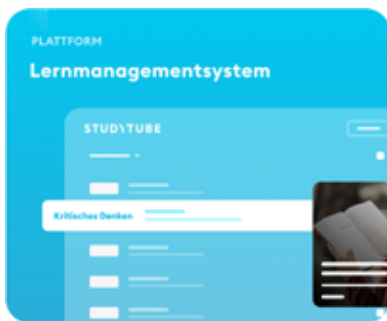 PLATTFORM
Lernmanagementsystem
STUD\TUBE
Kritisches Denken